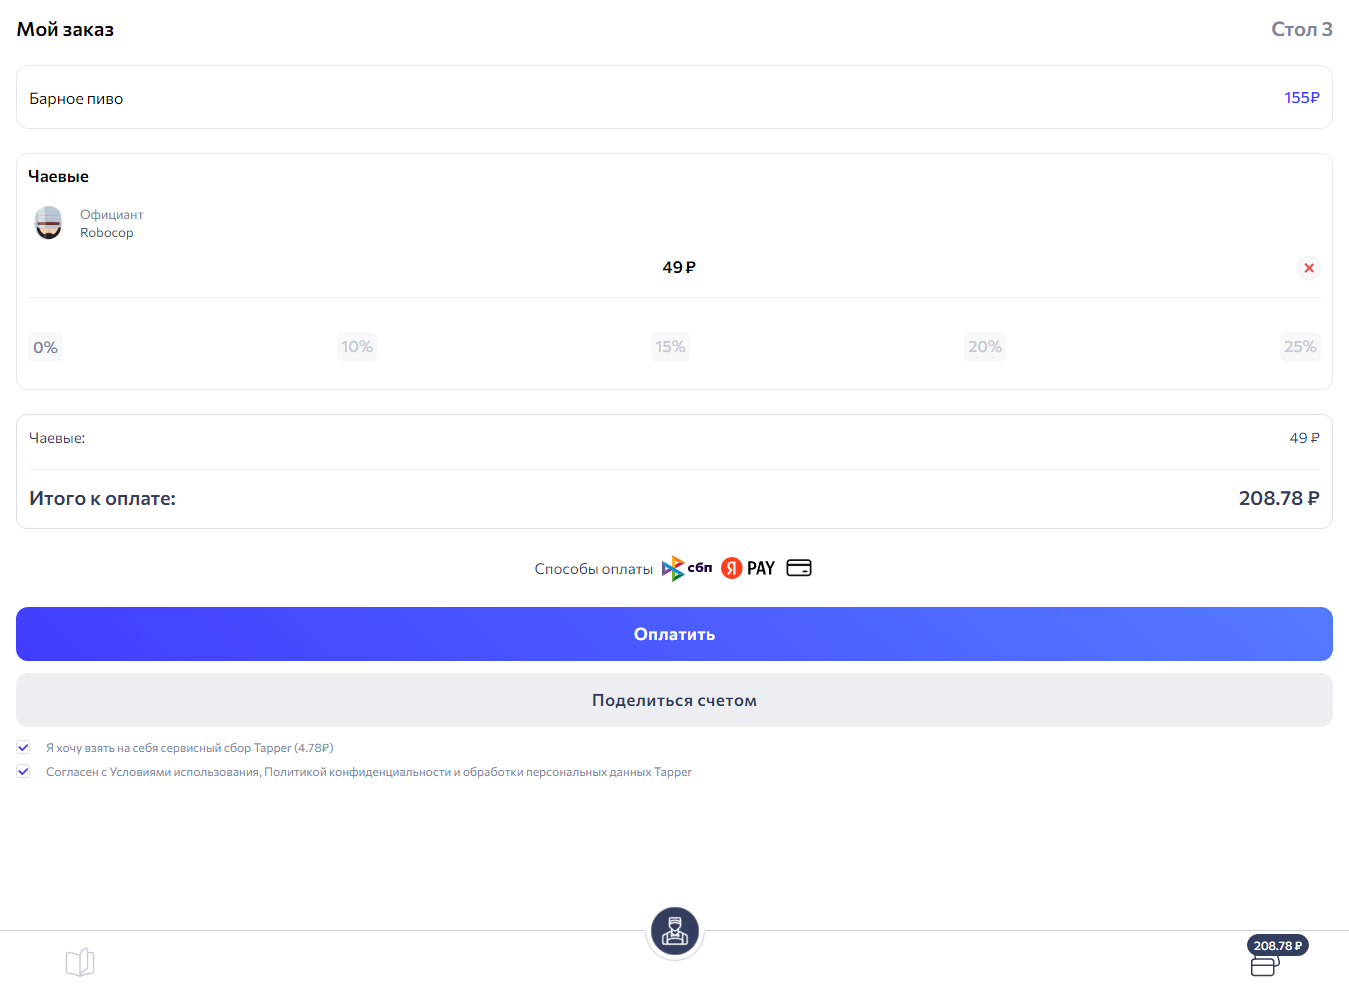 Мой заказ Стол 3
Барное пиво 155₽
Чаевые
Официант
Robocop
49 ₽
0% 10% 15% 20% 25%
Чаевые: 49 ₽
Итого к оплате: 208.78 ₽
Способы оплаты сбп Я PAY
Оплатить
Поделиться счетом
Я хочу взять на себя сервисный сбор Tapper (4.78₽)
Согласен с Условиями использования, Политикой конфиденциальности и обработки персональных данных Tapper
208.78 ₽